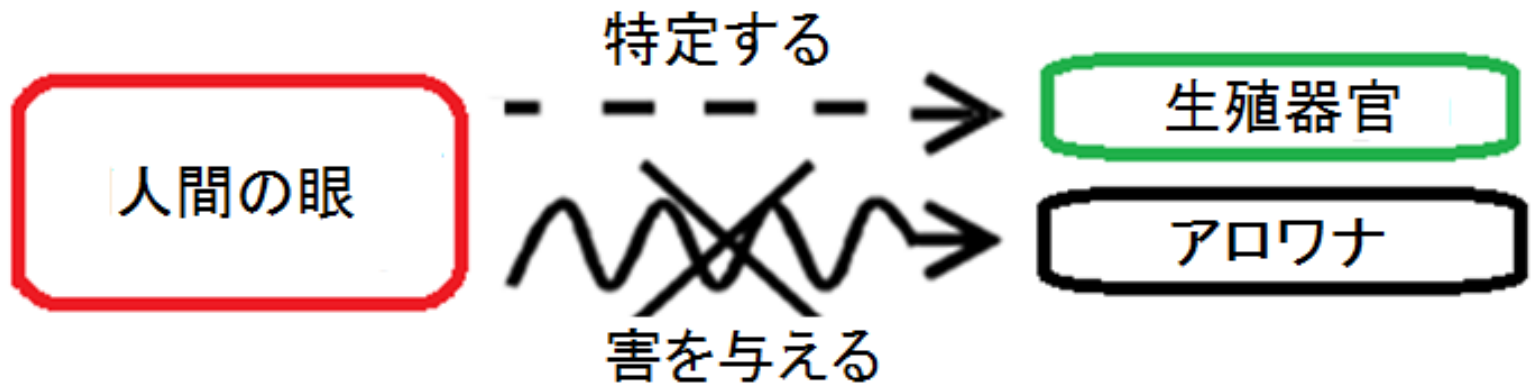 特定する
生殖器官
人間の眼
アロワナ
害を与える